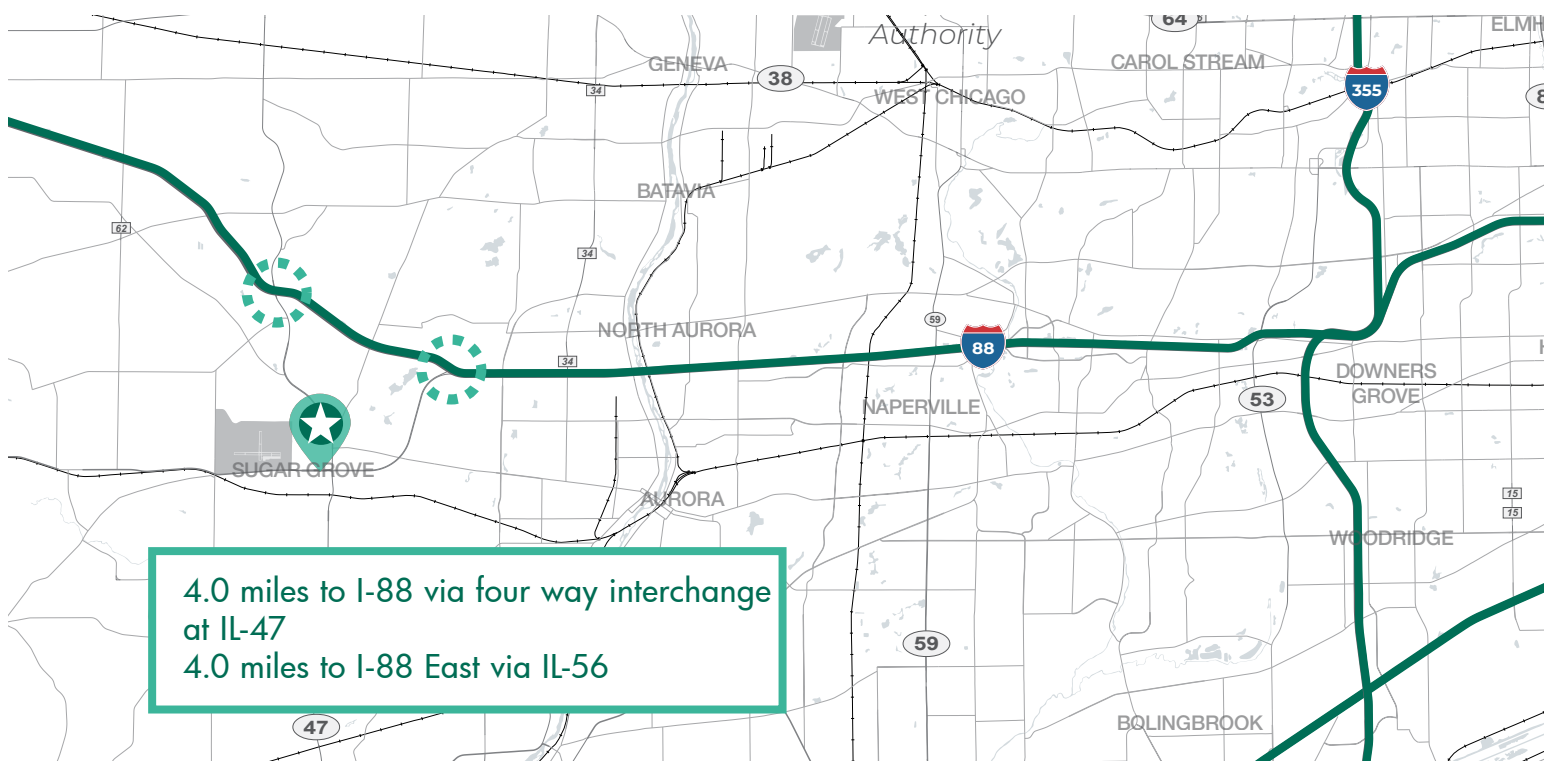 64
ELMH
Authority
GENEVA
CAROL STREAM
38
34
355
WEST CHICAGO
8
BATAVIA
62
34
NORTH AURORA
59
88
34
DOWNERS
GROVE
53
NAPERVILLE
SUGAR GROVE
AURORA
15
15
WOODRIDGE
4.0 miles to I-88 via four way interchange
at IL-47
4.0 miles to I-88 East via IL-56
59
47
BOLINGBROOK